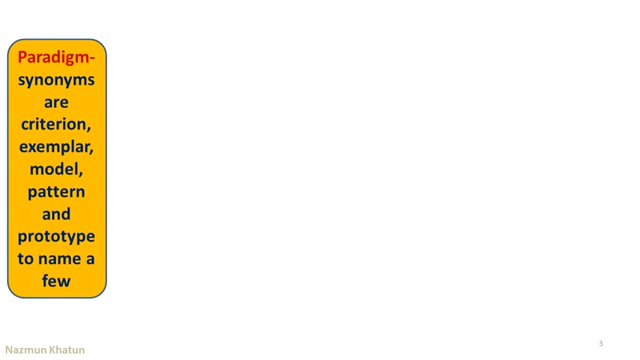 Paradigm-
synonyms
are
criterion,
exemplar,
model,
pattern
and
prototype
to name a
few
Nazmun Khatun
3